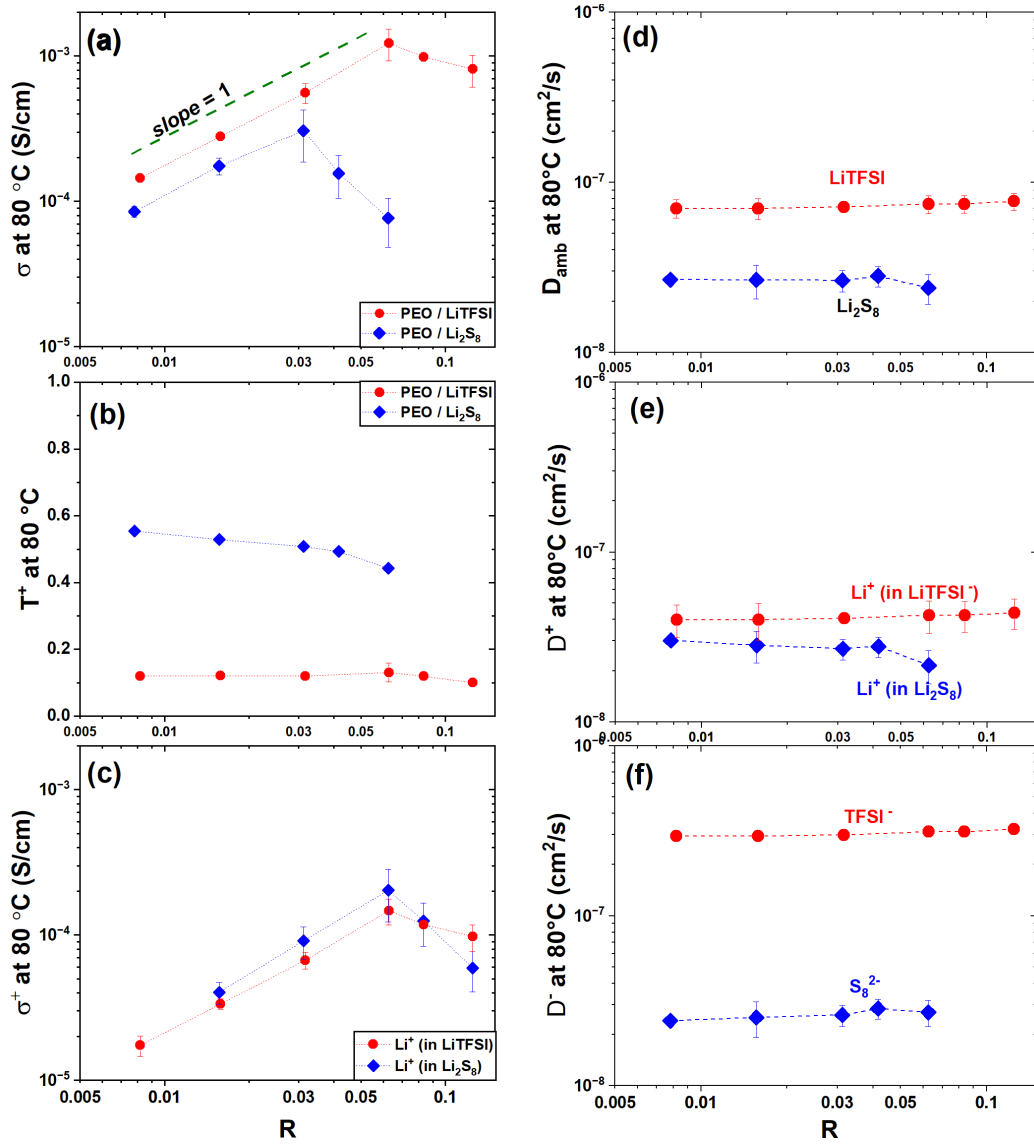 (a)
σ at 80 °C (S/cm)
10⁻³
10⁻⁴
10⁻⁵
slope = 1
PEO / LiTFSI
PEO / Li₂S₈
0.005 0.01 0.03 0.05 0.1
(b)
T⁺ at 80 °C
1.0
0.8
0.6
0.4
0.2
0.0
PEO / LiTFSI
PEO / Li₂S₈
0.005 0.01 0.03 0.05 0.1
(c)
σ⁺ at 80 °C (S/cm)
10⁻³
10⁻⁴
10⁻⁵
Li⁺ (in LiTFSI)
Li⁺ (in Li₂S₈)
0.005 0.01 0.03 0.05 0.1
R
(d)
D_amb at 80°C (cm²/s)
10⁻⁶
10⁻⁷
10⁻⁸
LiTFSI
Li₂S₈
0.005 0.01 0.03 0.05 0.1
(e)
D⁺ at 80°C (cm²/s)
10⁻⁶
10⁻⁷
10⁻⁸
Li⁺ (in LiTFSI⁻)
Li⁺ (in Li₂S₈)
0.005 0.01 0.03 0.05 0.1
(f)
D⁻ at 80°C (cm²/s)
10⁻⁶
10⁻⁷
10⁻⁸
TFSI⁻
S₈²⁻
0.005 0.01 0.03 0.05 0.1
R